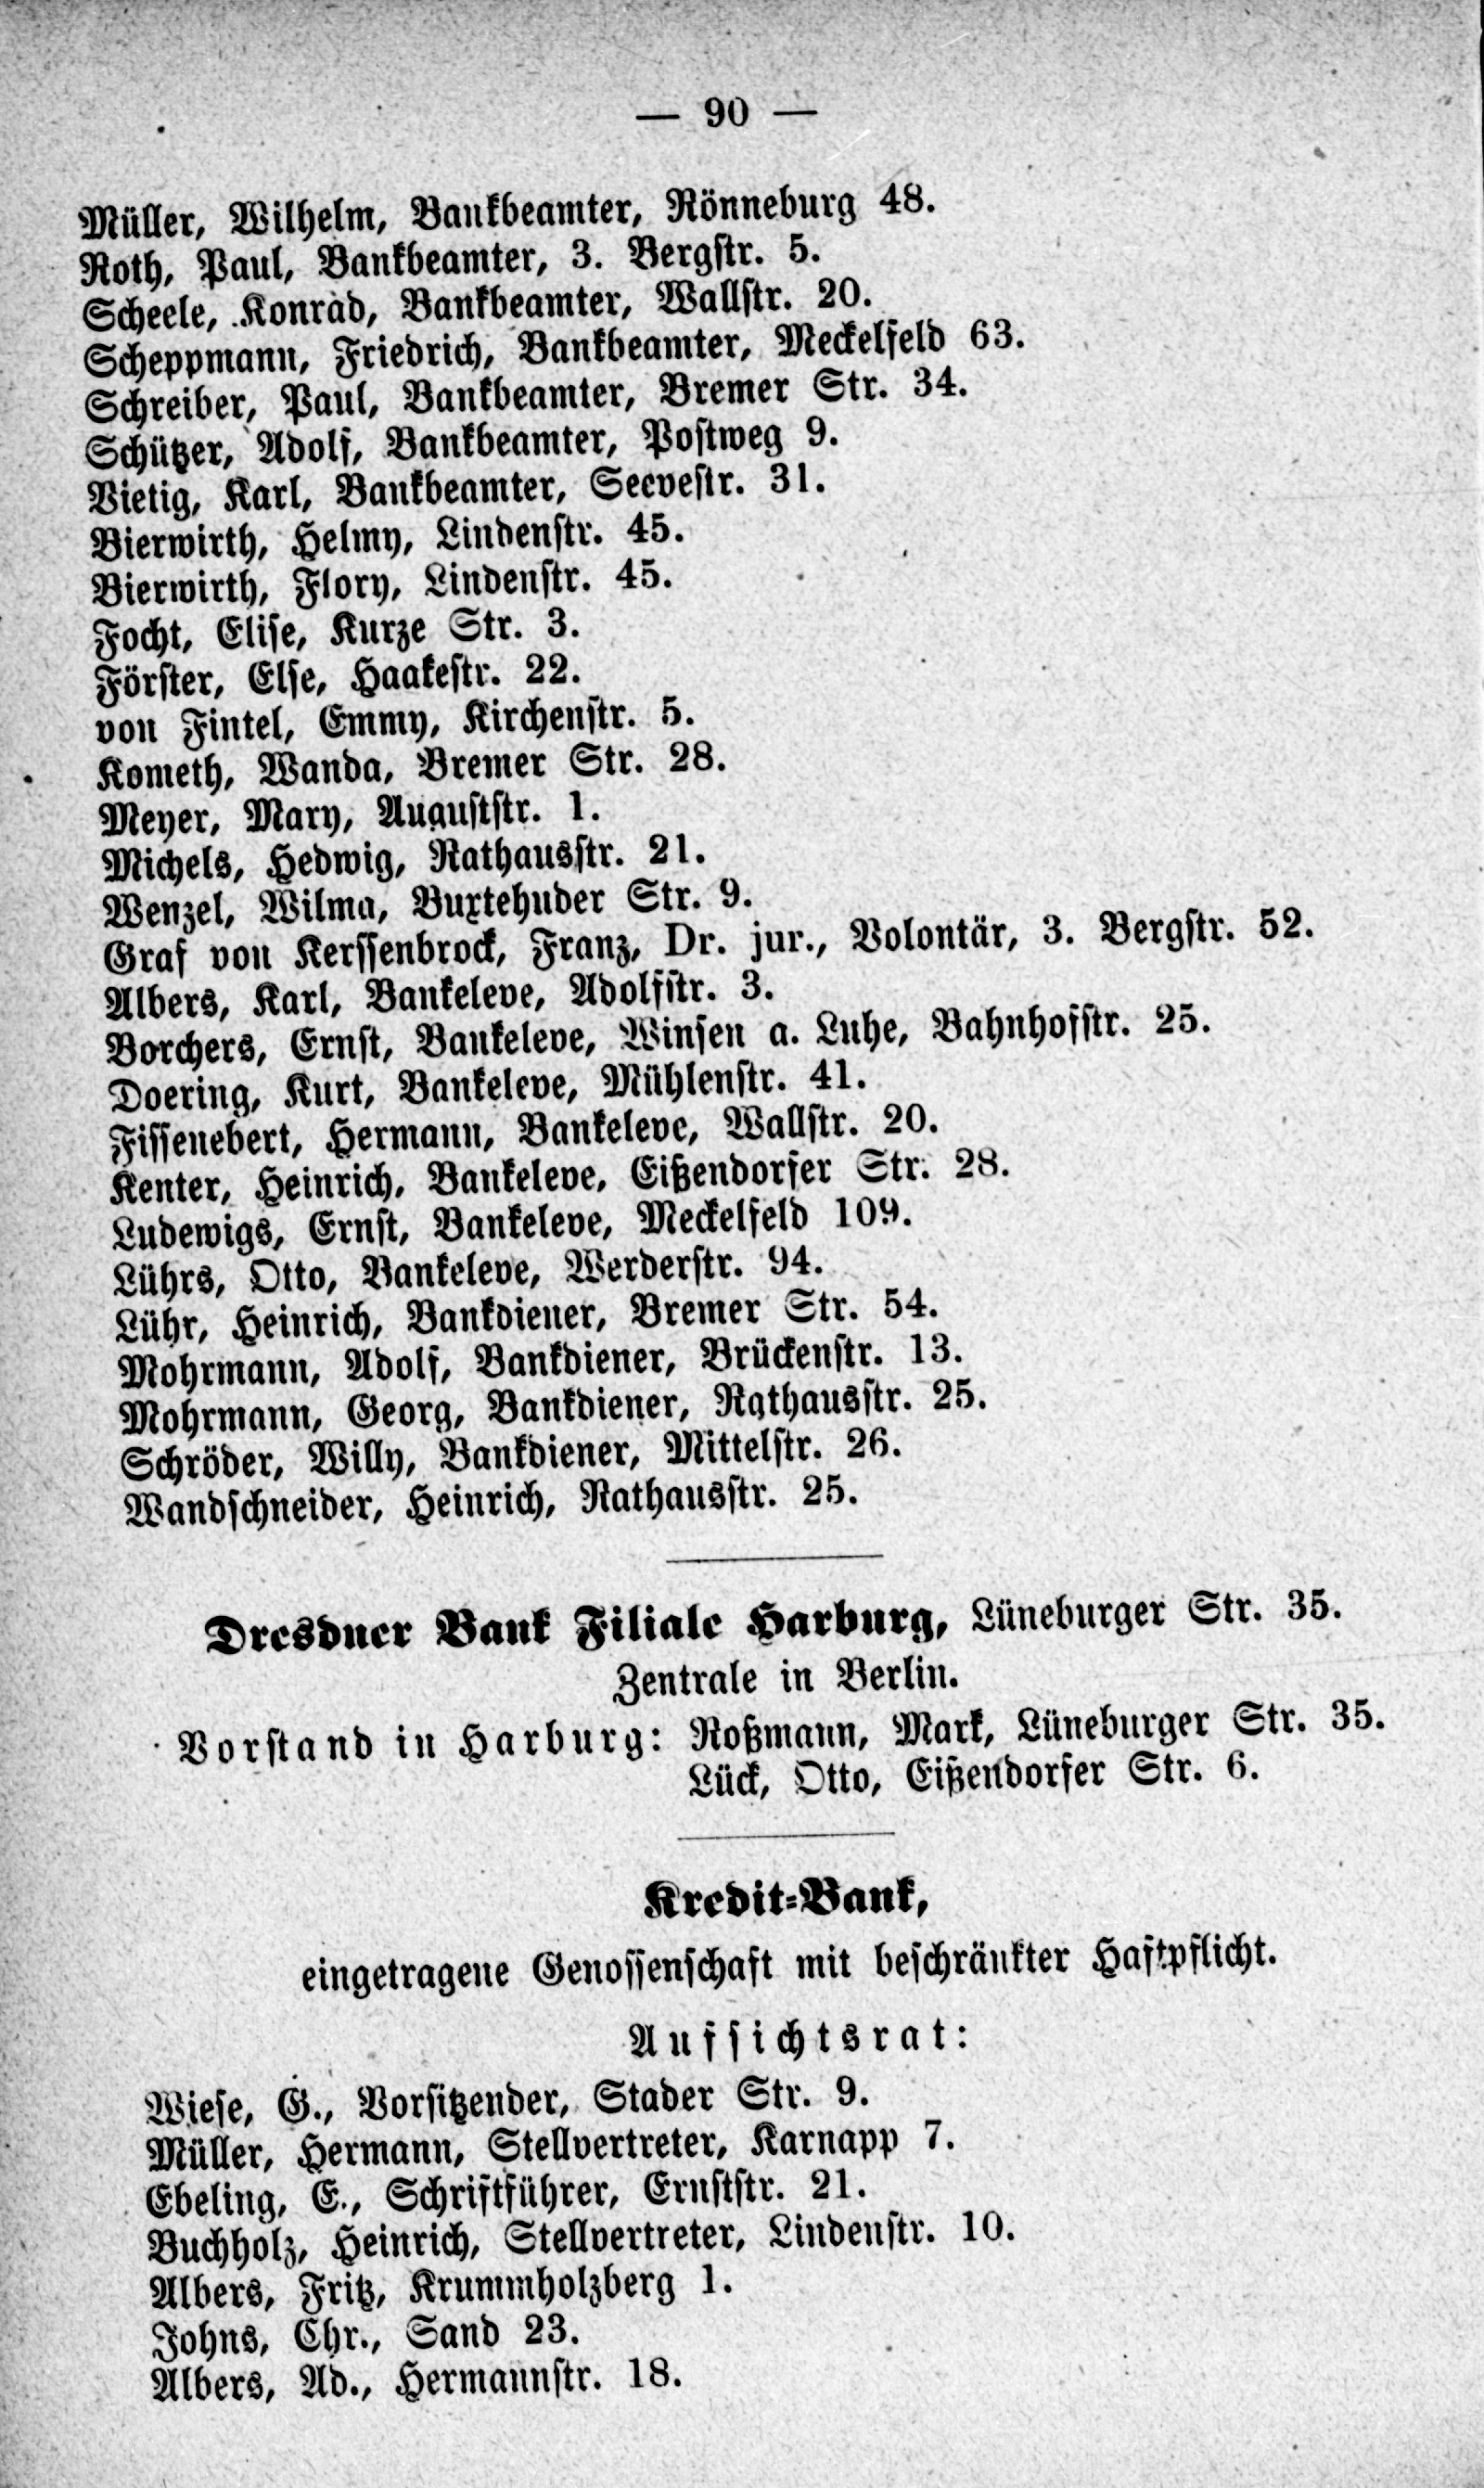 — 90 —
Müller, Wilhelm, Bankbeamter, Rönneburg 48.
Roth, Paul, Bankbeamter, 3. Bergstr. 5.
Scheele, Konrad, Bankbeamter, Wallstr. 20.
Scheppmann, Friedrich, Bankbeamter, Meckelfeld 63.
Schreiber, Paul, Bankbeamter, Bremer Str. 34.
Schützer, Adolf, Bankbeamter, Postweg 9.
Vietig, Karl, Bankbeamter, Seevestr. 31.
Bierwirth, Helmy, Lindenstr. 45.
Bierwirth, Flory, Lindenstr. 45.
Focht, Elise, Kurze Str. 3.
Förster, Else, Haakestr. 22.
von Fintel, Emmy, Kirchenstr. 5.
Kometh, Wanda, Bremer Str. 28.
Meyer, Mary, Auguststr. 1.
Michels, Hedwig, Rathausstr. 21.
Wenzel, Wilma, Buxtehuder Str. 9.
Graf von Kerssenbrock, Franz, Dr. jur., Volontär, 3. Bergstr. 52.
Albers, Karl, Bankeleve, Adolfstr. 3.
Borchers, Ernst, Bankeleve, Winsen a. Luhe, Bahnhofstr. 25.
Doering, Kurt, Bankeleve, Mühlenstr. 41.
Fissenebert, Hermann, Bankeleve, Wallstr. 20.
Kenter, Heinrich, Bankeleve, Eißendorfer Str. 28.
Ludewigs, Ernst, Bankeleve, Meckelfeld 109.
Lührs, Otto, Bankeleve, Werderstr. 94.
Lühr, Heinrich, Bankdiener, Bremer Str. 54.
Mohrmann, Adolf, Bankdiener, Brückenstr. 13.
Mohrmann, Georg, Bankdiener, Rathausstr. 25.
Schröder, Willy, Bankdiener, Mittelstr. 26.
Wandschneider, Heinrich, Rathausstr. 25.
Dresdner Bank Filiale Harburg, Lüneburger Str. 35.
Zentrale in Berlin.
Vorstand in Harburg: Roßmann, Mark, Lüneburger Str. 35.
Lück, Otto, Eißendorfer Str. 6.
Kredit-Bank,
eingetragene Genossenschaft mit beschränkter Haftpflicht.
Aufsichtsrat:
Wiese, G., Vorsitzender, Stader Str. 9.
Müller, Hermann, Stellvertreter, Karnapp 7.
Ebeling, E., Schriftführer, Ernststr. 21.
Buchholz, Heinrich, Stellvertreter, Lindenstr. 10.
Albers, Fritz, Krummholzberg 1.
Johns, Chr., Sand 23.
Albers, Ad., Hermannstr. 18.